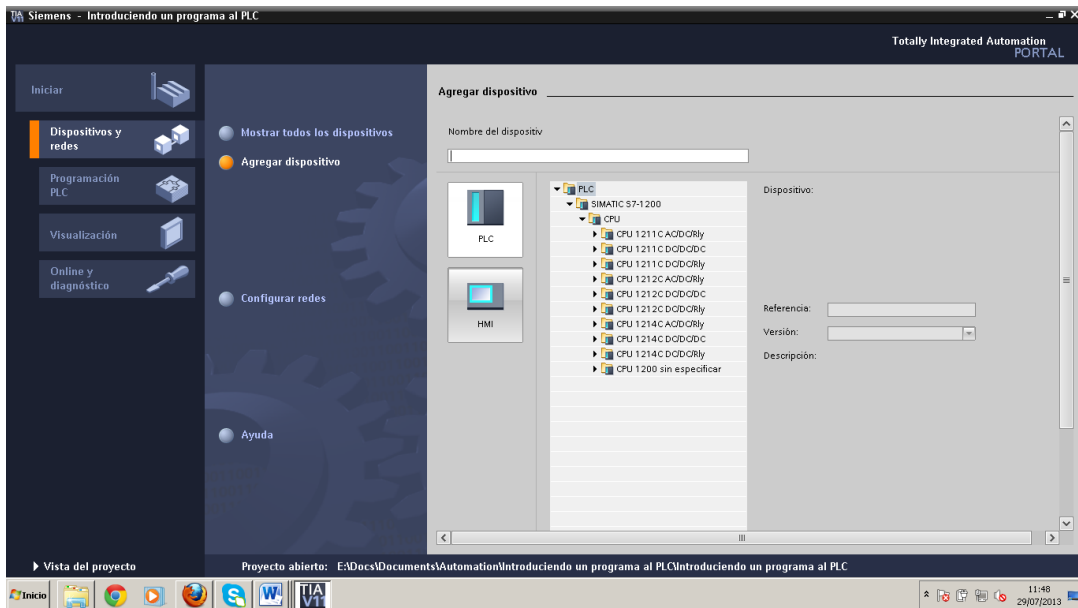 Siemens - Introduciendo un programa al PLC
Totally Integrated Automation
PORTAL
Iniciar
Dispositivos y
redes
Programación
PLC
Visualización
Online y
diagnóstico
Mostrar todos los dispositivos
Agregar dispositivo
Configurar redes
Ayuda
Agregar dispositivo
Nombre del dispositiv
PLC
HMI
PLC
SIMATIC S7-1200
CPU
CPU 1211C AC/DC/Rly
CPU 1211C DC/DC/DC
CPU 1211C DC/DC/Rly
CPU 1212C AC/DC/Rly
CPU 1212C DC/DC/DC
CPU 1212C DC/DC/Rly
CPU 1214C AC/DC/Rly
CPU 1214C DC/DC/DC
CPU 1214C DC/DC/Rly
CPU 1200 sin especificar
Dispositivo:
Referencia:
Versión:
Descripción:
Vista del proyecto
Proyecto abierto: E:\Docs\Documents\Automation\Introduciendo un programa al PLC\Introduciendo un programa al PLC
Inicio
TIA
V11
11:48
29/07/2013